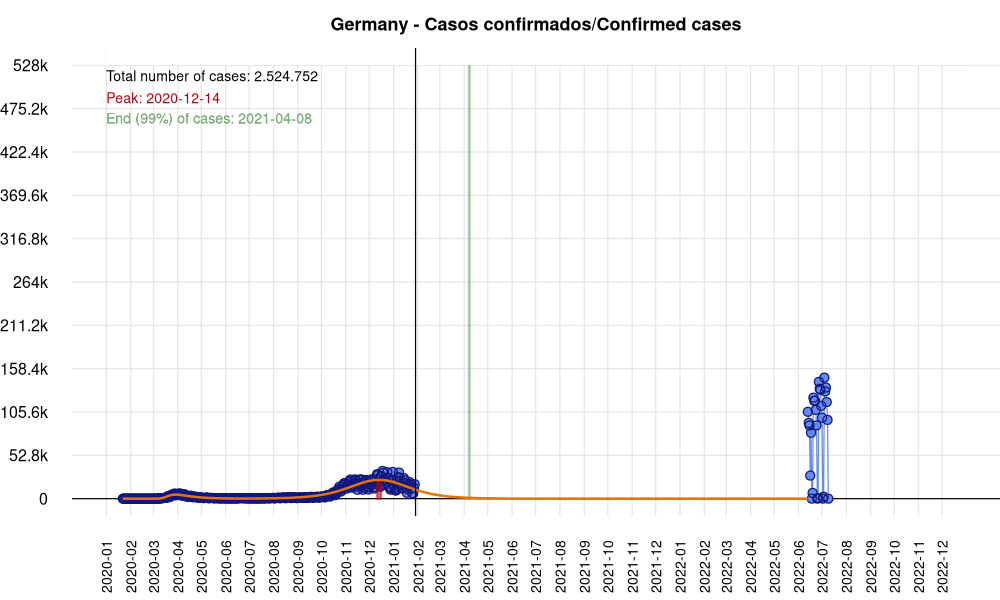 Germany - Casos confirmados/Confirmed cases
Total number of cases: 2.524.752
Peak: 2020-12-14
End (99%) of cases: 2021-04-08
528k
475.2k
422.4k
369.6k
316.8k
264k
211.2k
158.4k
105.6k
52.8k
0
2020-01
2020-02
2020-03
2020-04
2020-05
2020-06
2020-07
2020-08
2020-09
2020-10
2020-11
2020-12
2021-01
2021-02
2021-03
2021-04
2021-05
2021-06
2021-07
2021-08
2021-09
2021-10
2021-11
2021-12
2022-01
2022-02
2022-03
2022-04
2022-05
2022-06
2022-07
2022-08
2022-09
2022-10
2022-11
2022-12